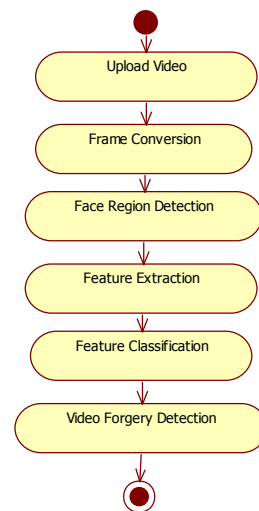 Upload Video
Frame Conversion
Face Region Detection
Feature Extraction
Feature Classification
Video Forgery Detection